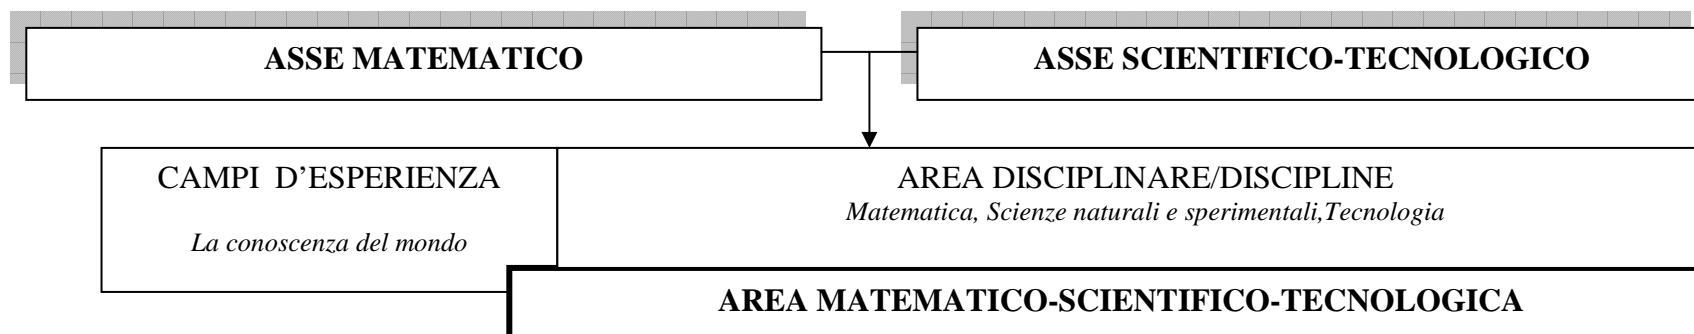 ASSE MATEMATICO
ASSE SCIENTIFICO-TECNOLOGICO
CAMPI D’ESPERIENZA
La conoscenza del mondo
AREA DISCIPLINARE/DISCIPLINE
Matematica, Scienze naturali e sperimentali,Tecnologia
AREA MATEMATICO-SCIENTIFICO-TECNOLOGICA